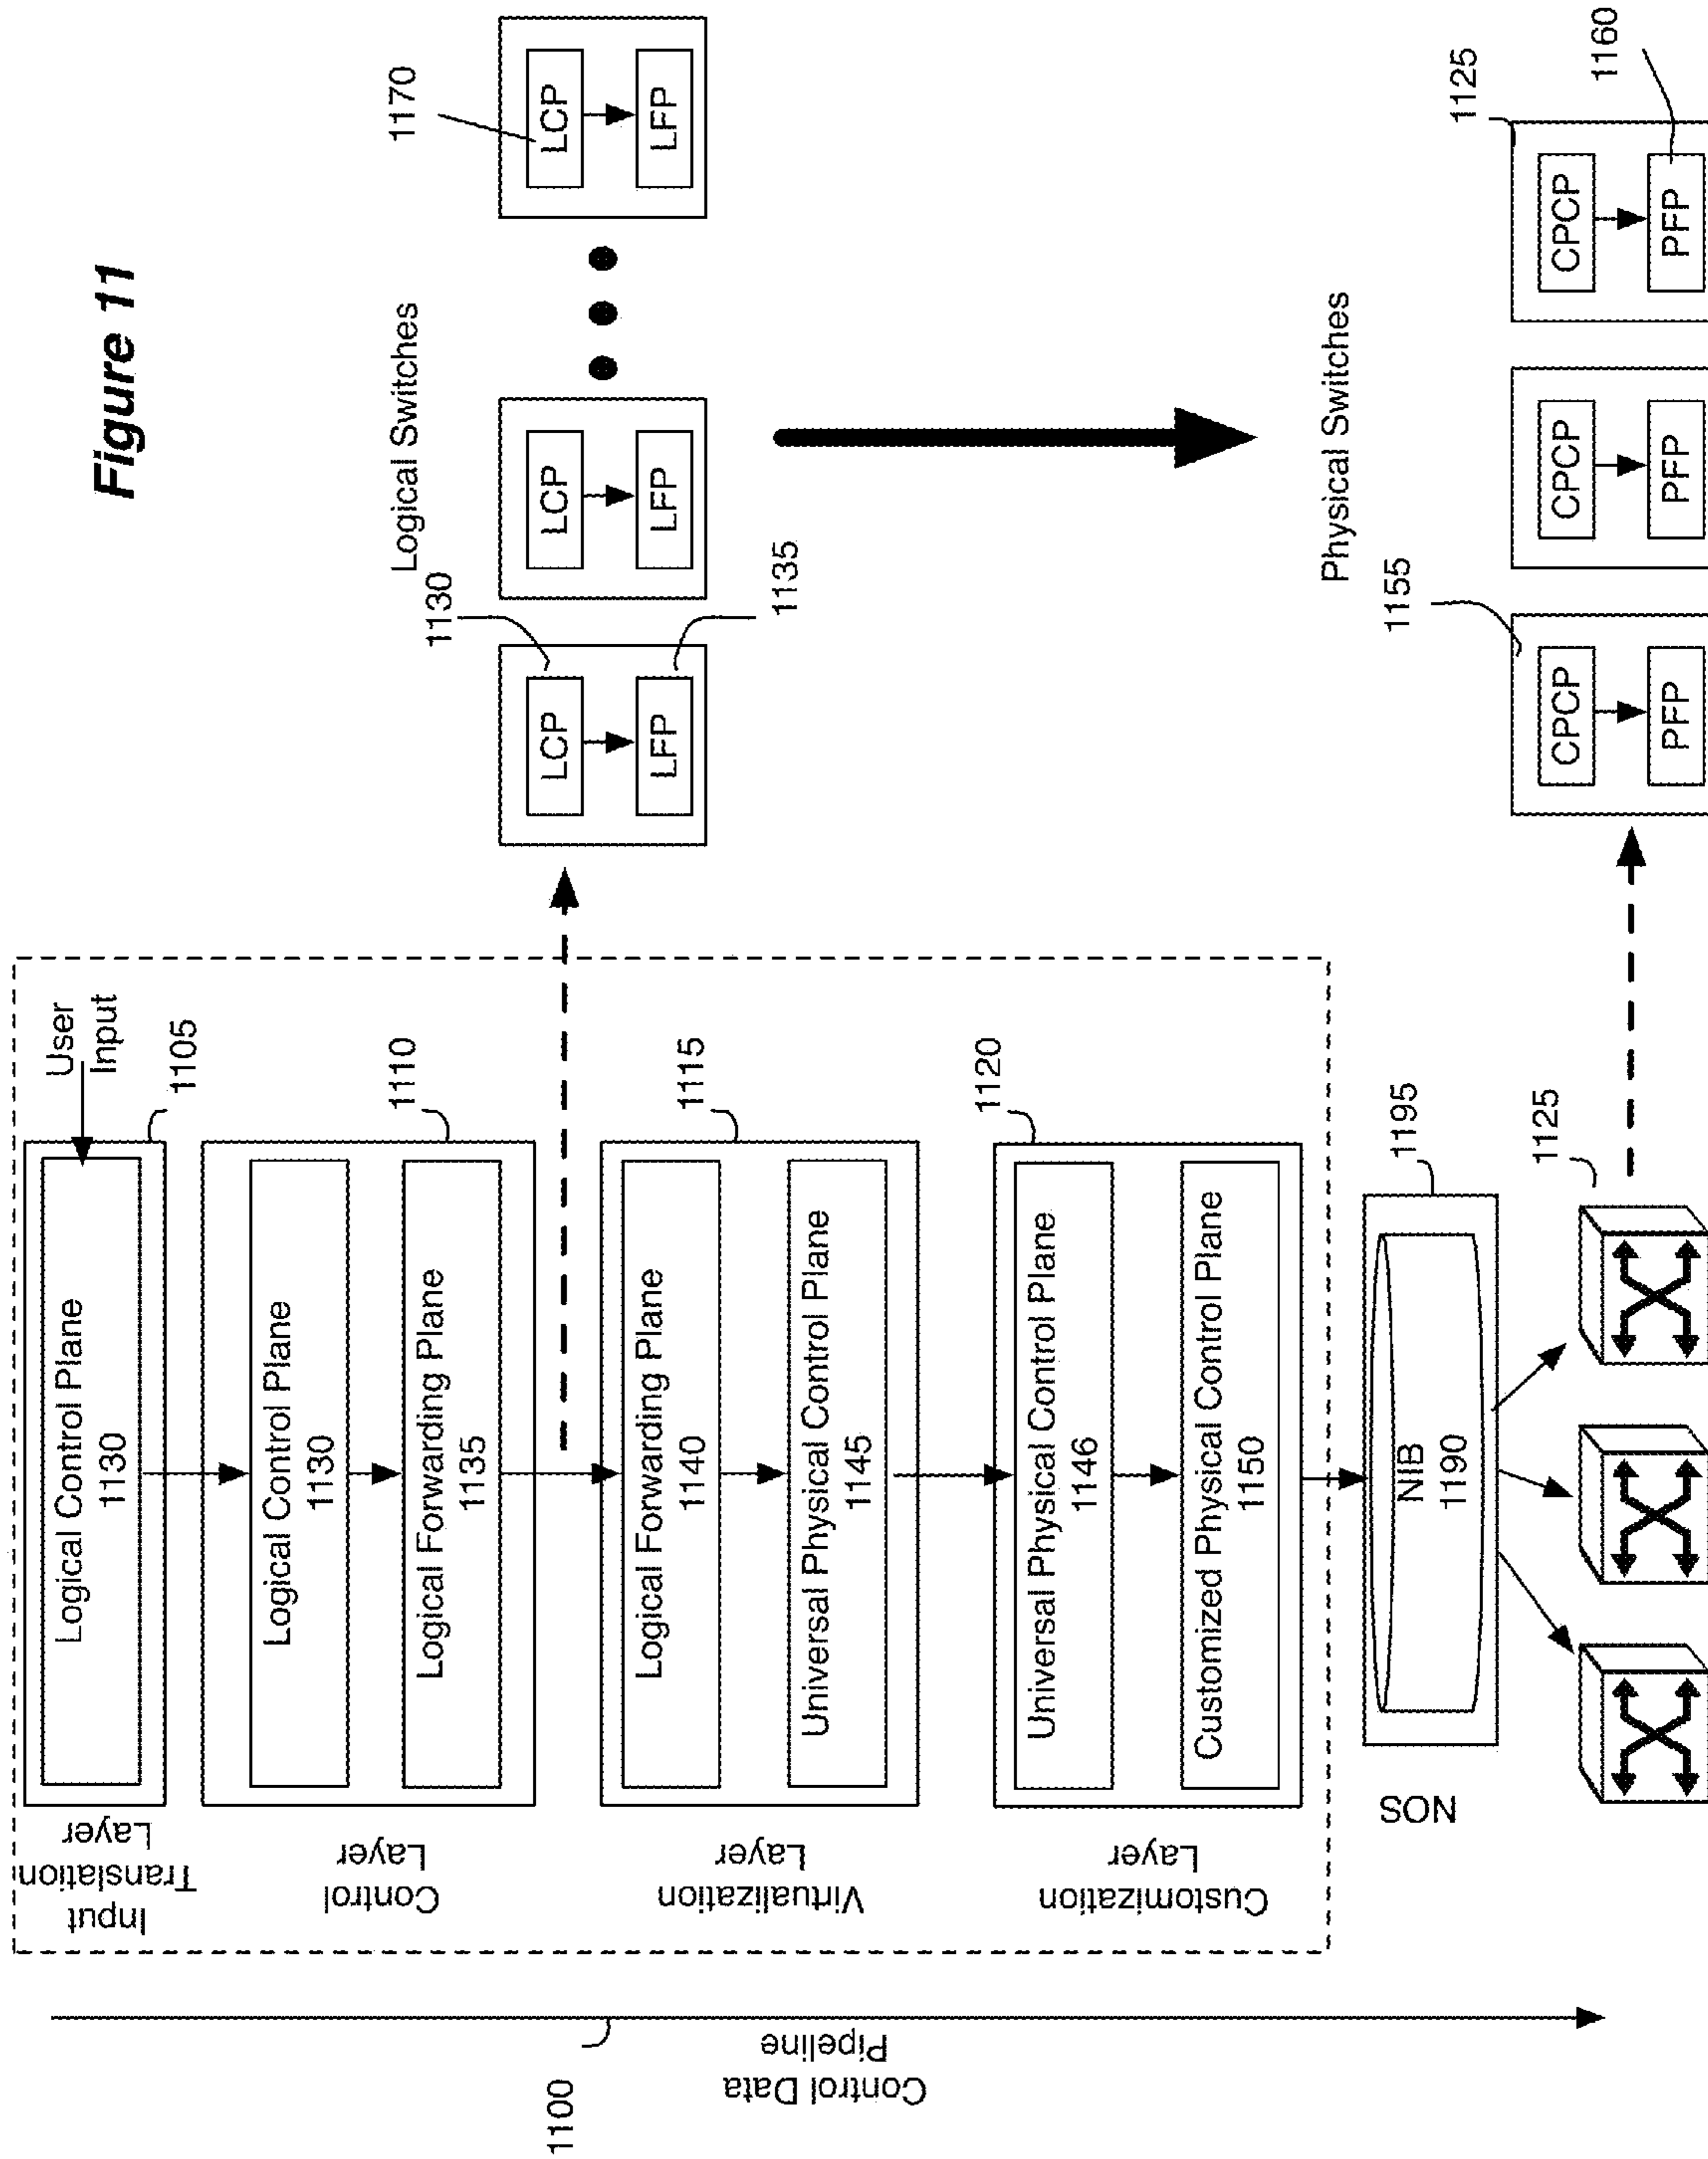 Figure 11
1100
Control Data
Pipeline
Input
Translation
Layer
User
Input
1105
Logical Control Plane
1130
Control
Layer
1110
Logical Control Plane
1130
Logical Forwarding Plane
1135
Virtualization
Layer
1115
Logical Forwarding Plane
1140
Universal Physical Control Plane
1145
Customization
Layer
1120
Universal Physical Control Plane
1146
Customized Physical Control Plane
1150
NOS
1195
NIB
1190
1125
Logical Switches
1130
1170
LCP
LFP
1135
LCP
LFP
LCP
LFP
Physical Switches
1155
1125
CPCP
PFP
CPCP
PFP
CPCP
PFP
1160